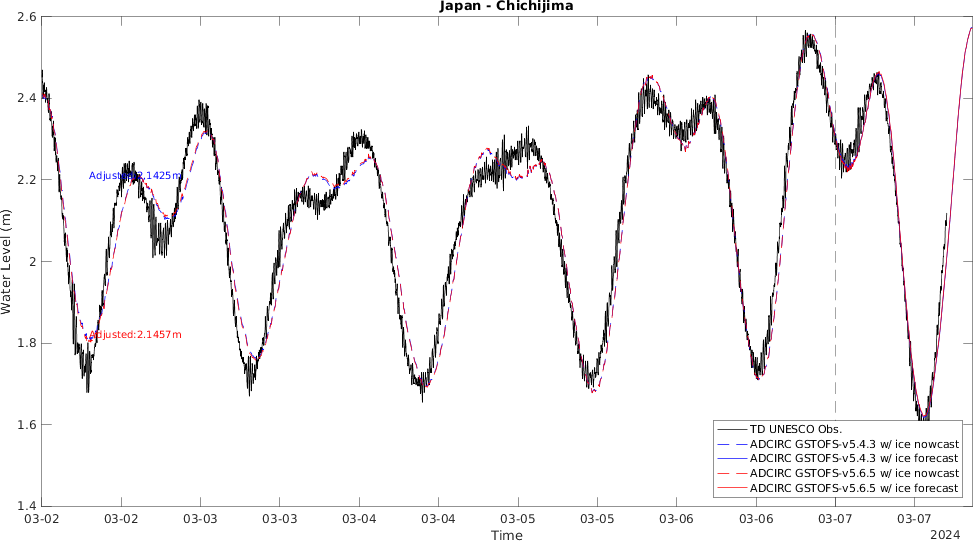 Japan - Chichijima
2.6
2.4
2.2
2
1.8
1.6
1.4
Water Level (m)
Adjusted:2.1425m
Adjusted:2.1457m
TD UNESCO Obs.
ADCIRC GSTOFS-v5.4.3 w/ ice nowcast
ADCIRC GSTOFS-v5.4.3 w/ ice forecast
ADCIRC GSTOFS-v5.6.5 w/ ice nowcast
ADCIRC GSTOFS-v5.6.5 w/ ice forecast
03-02 03-02 03-03 03-03 03-04 03-04 03-05 03-05 03-06 03-06 03-07 03-07
Time
2024